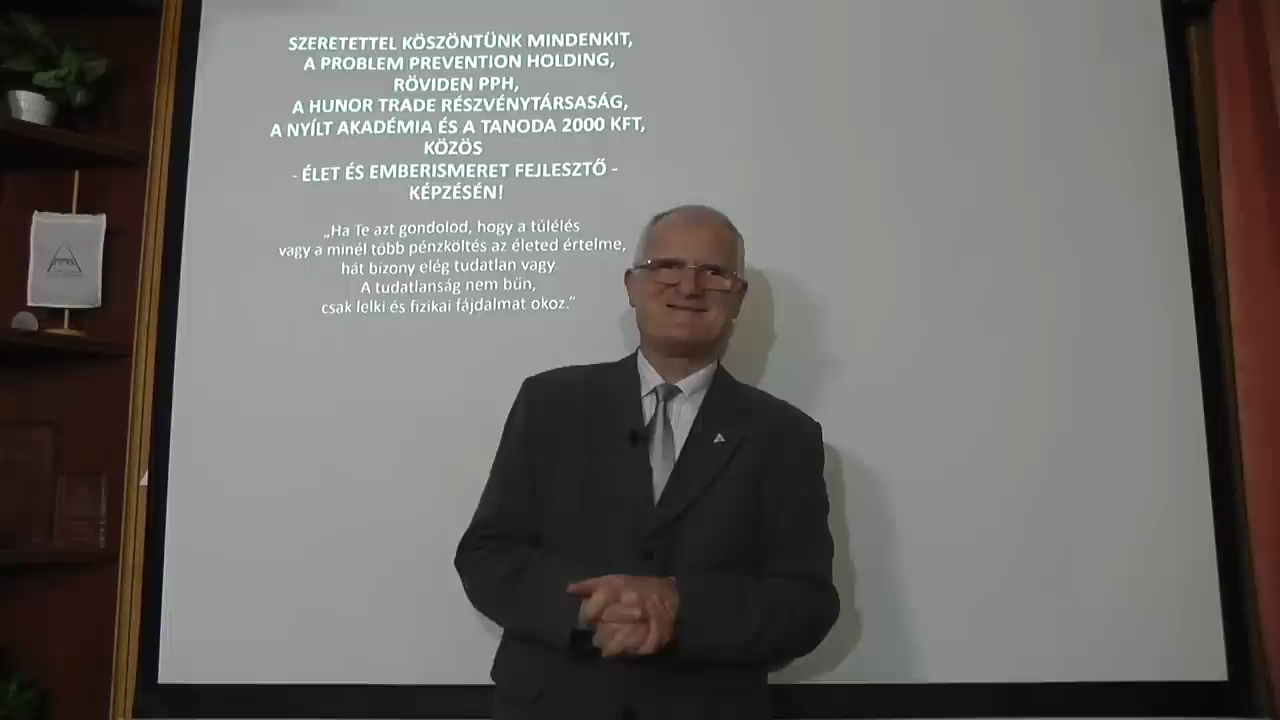 SZERETETTEL KÖSZÖNTÜNK MINDENKIT,
A PROBLEM PREVENTION HOLDING,
RÖVIDEN PPH,
A HUNOR TRADE RÉSZVÉNYTÁRSASÁG,
A NYÍLT AKADÉMIA ÉS A TANODA 2000 KFT,
KÖZÖS
- ÉLET ÉS EMBERISMERET FEJLESZTŐ -
KÉPZÉSÉN!
„Ha Te azt gondolod, hogy a túlélés
vagy a minél több pénzköltés az életed értelme,
hát bizony elég tudatlan vagy.
A tudatlanság nem bűn,
csak lelki és fizikai fájdalmat okoz.”